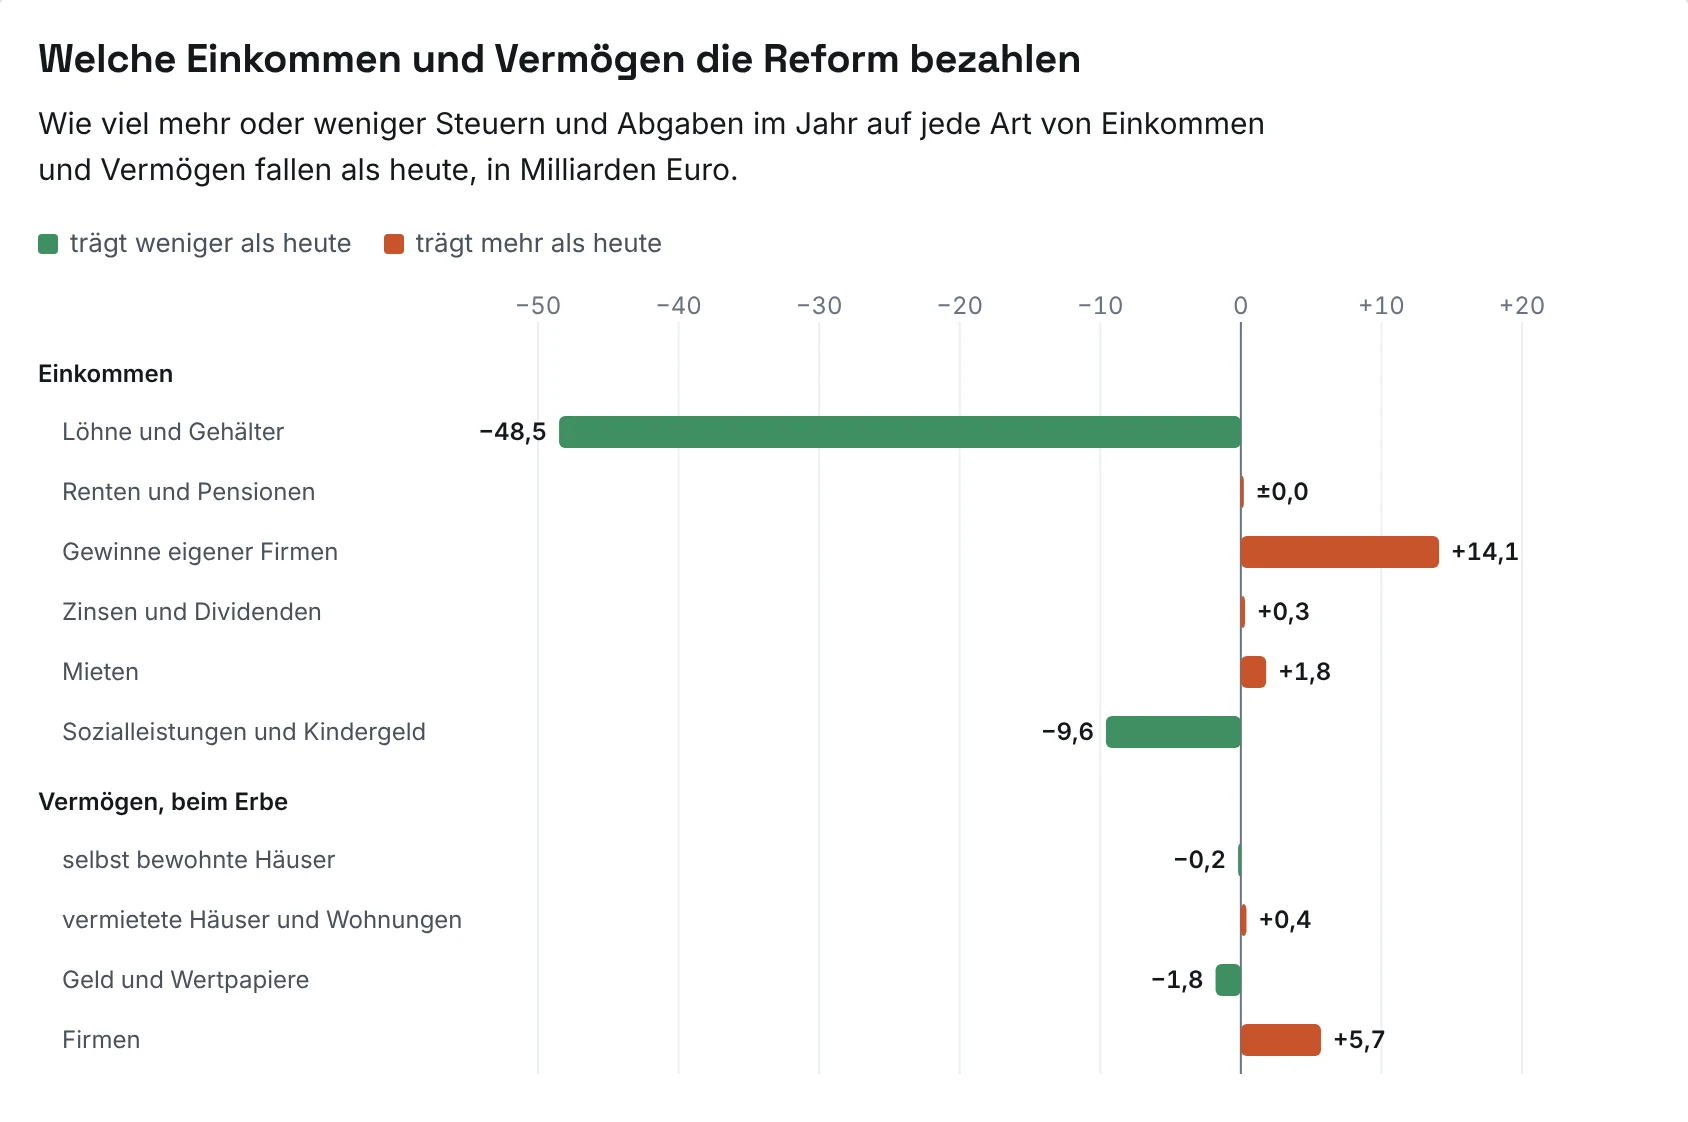 Welche Einkommen und Vermögen die Reform bezahlen
Wie viel mehr oder weniger Steuern und Abgaben im Jahr auf jede Art von Einkommen
und Vermögen fallen als heute, in Milliarden Euro.
trägt weniger als heute trägt mehr als heute
−50 −40 −30 −20 −10 0 +10 +20
Einkommen
Löhne und Gehälter −48,5
Renten und Pensionen ±0,0
Gewinne eigener Firmen +14,1
Zinsen und Dividenden +0,3
Mieten +1,8
Sozialleistungen und Kindergeld −9,6
Vermögen, beim Erbe
selbst bewohnte Häuser −0,2
vermietete Häuser und Wohnungen +0,4
Geld und Wertpapiere −1,8
Firmen +5,7